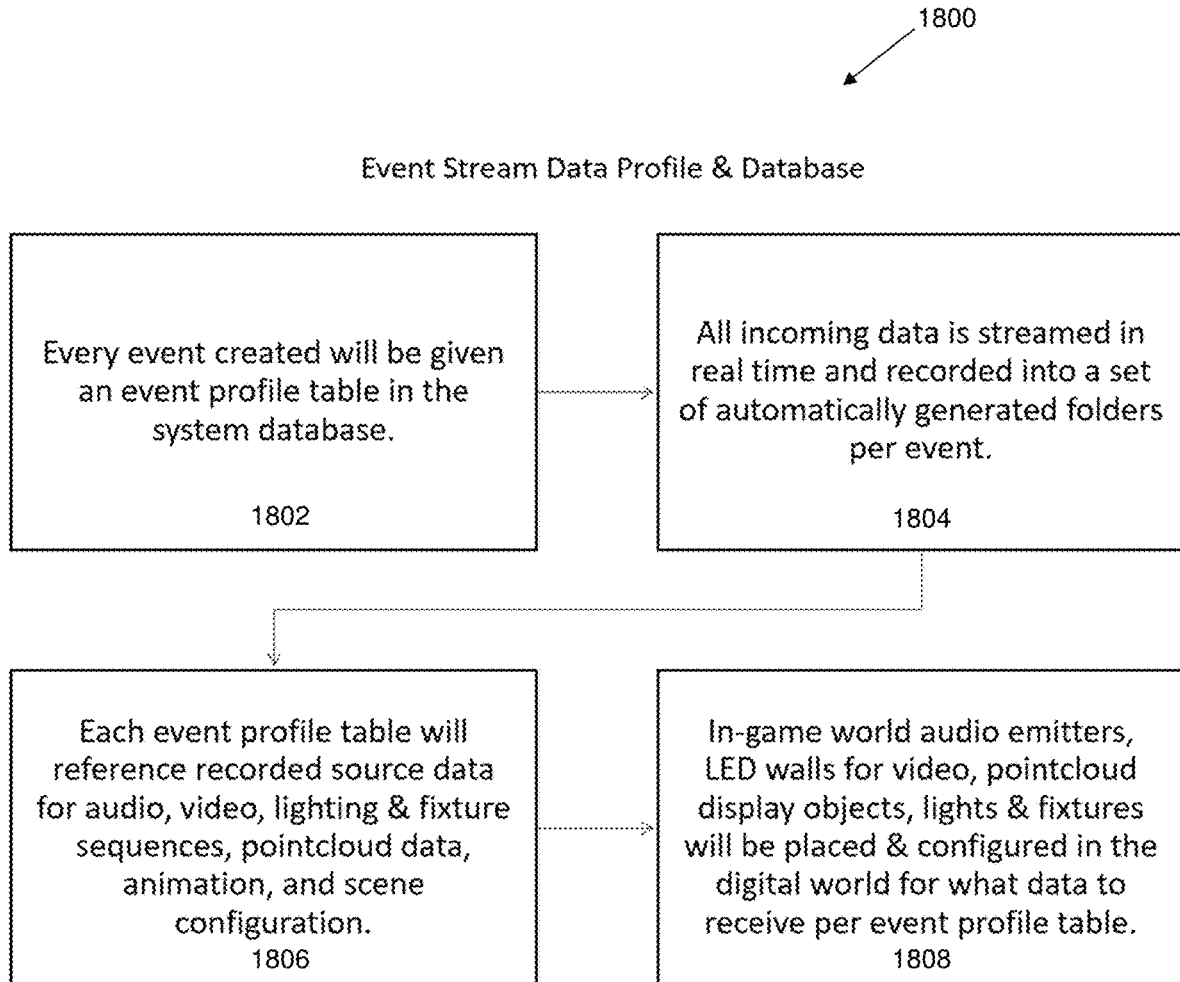 1800
Event Stream Data Profile & Database
Every event created will be given
an event profile table in the
system database.
1802
All incoming data is streamed in
real time and recorded into a set
of automatically generated folders
per event.
1804
Each event profile table will
reference recorded source data
for audio, video, lighting & fixture
sequences, pointcloud data,
animation, and scene
configuration.
1806
In-game world audio emitters,
LED walls for video, pointcloud
display objects, lights & fixtures
will be placed & configured in the
digital world for what data to
receive per event profile table.
1808